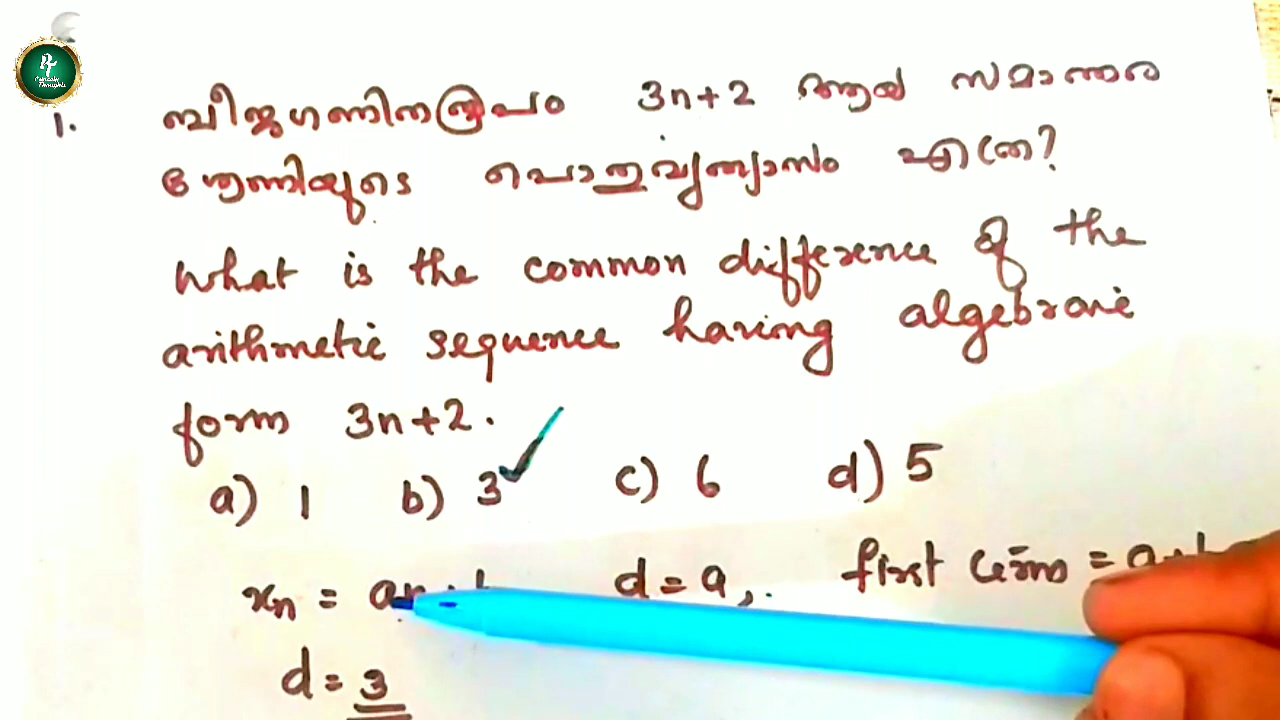 1. ബീജഗണിതരൂപം 3n+2 ആയ സമാന്തര
ശ്രേണിയുടെ പൊതുവ്യത്യാസം എത്ര?
What is the common difference of the
arithmetic sequence having algebraic
form 3n+2.
a) 1 b) 3 ✓ c) 6 d) 5
xn = d = a, first term =
d = 3